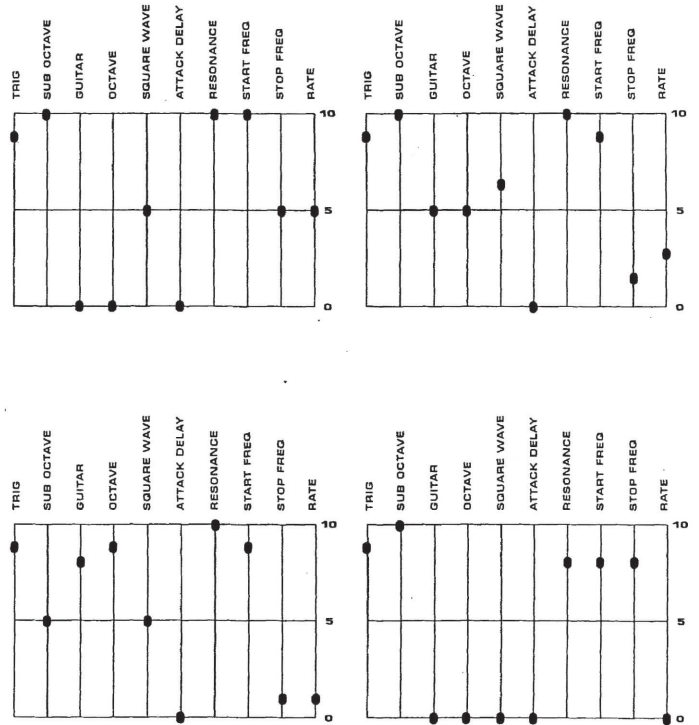 TRIG
SUB OCTAVE
GUITAR
OCTAVE
SQUARE WAVE
ATTACK DELAY
RESONANCE
START FREQ
STOP FREQ
RATE
10
5
0
TRIG
SUB OCTAVE
GUITAR
OCTAVE
SQUARE WAVE
ATTACK DELAY
RESONANCE
START FREQ
STOP FREQ
RATE
10
5
0
TRIG
SUB OCTAVE
GUITAR
OCTAVE
SQUARE WAVE
ATTACK DELAY
RESONANCE
START FREQ
STOP FREQ
RATE
10
5
0
TRIG
SUB OCTAVE
GUITAR
OCTAVE
SQUARE WAVE
ATTACK DELAY
RESONANCE
START FREQ
STOP FREQ
RATE
10
5
0